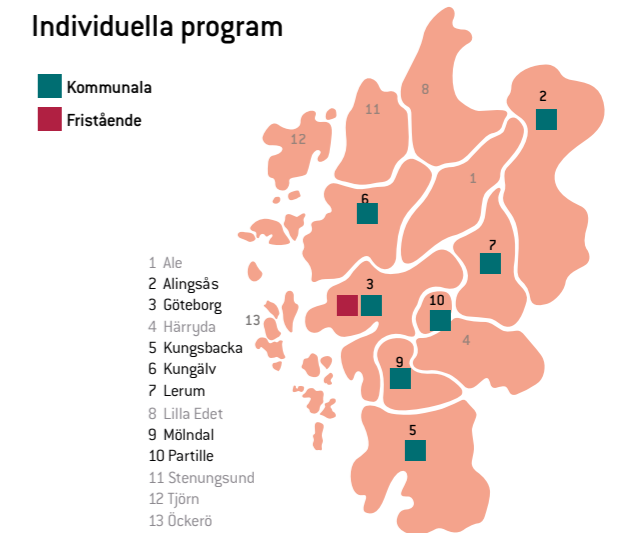 Individuella program
Kommunala
Fristående
8
2
11
12
1
6
7
3
10
13
4
9
5
1 Ale
2 Alingsås
3 Göteborg
4 Härryda
5 Kungsbacka
6 Kungälv
7 Lerum
8 Lilla Edet
9 Mölndal
10 Partille
11 Stenungsund
12 Tjörn
13 Öckerö